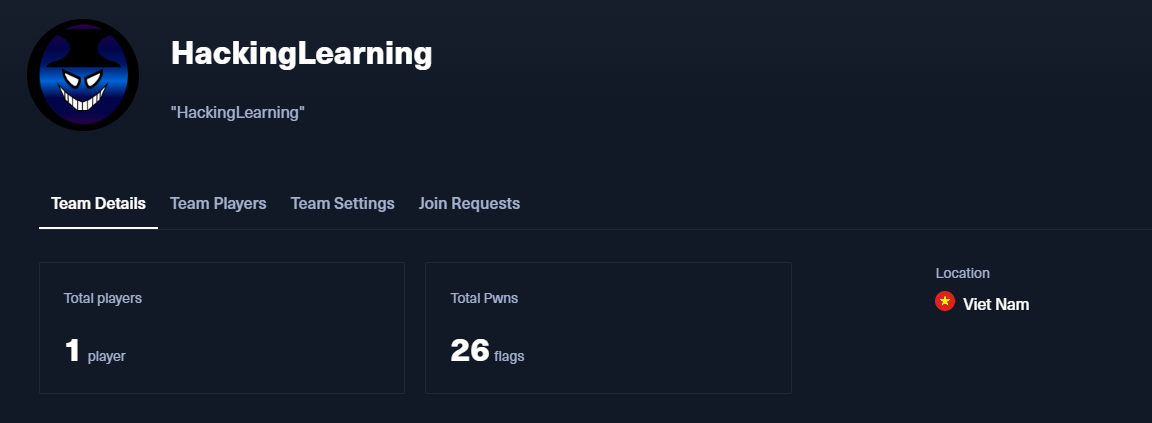 HackingLearning
"HackingLearning"
Team Details Team Players Team Settings Join Requests
Total players
1 player
Total Pwns
26 flags
Location
Viet Nam